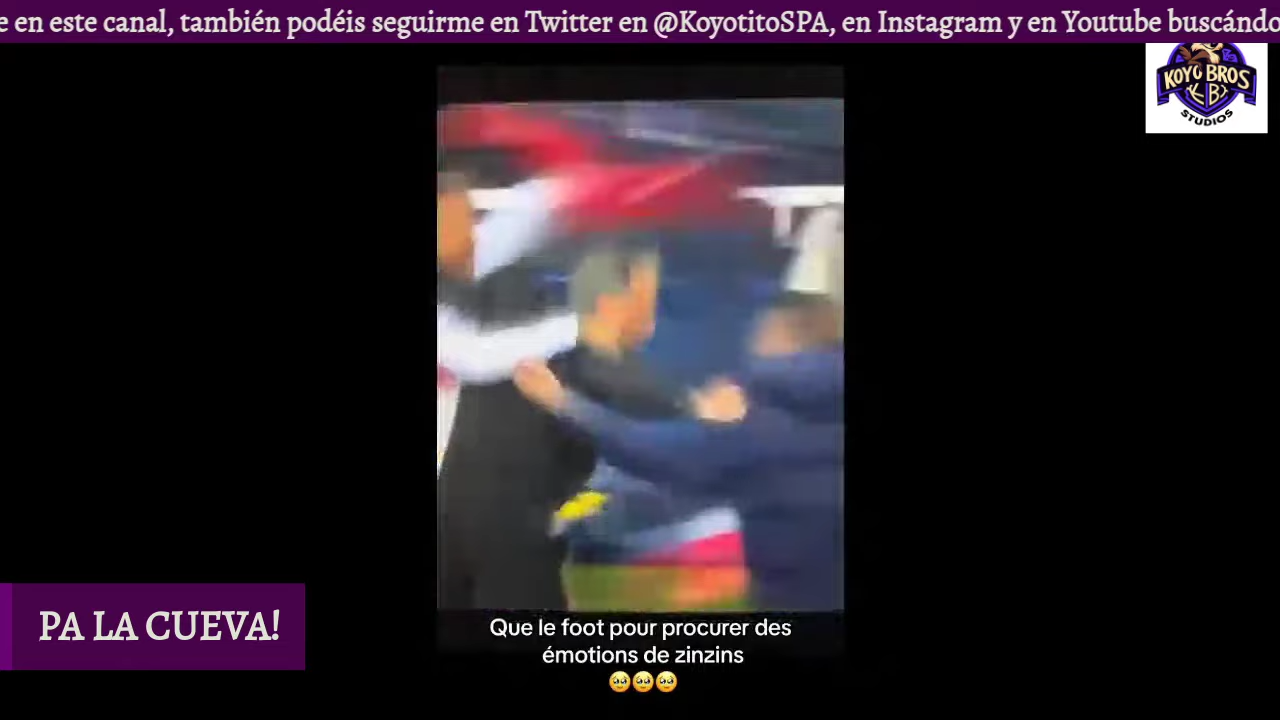 e en este canal, también podéis seguirme en Twitter en @KoyotitoSPA, en Instagram y en Youtube buscándo
KOYO BROS
KB
STUDIOS
PA LA CUEVA!
Que le foot pour procurer des
émotions de zinzins
🥹🥹🥹